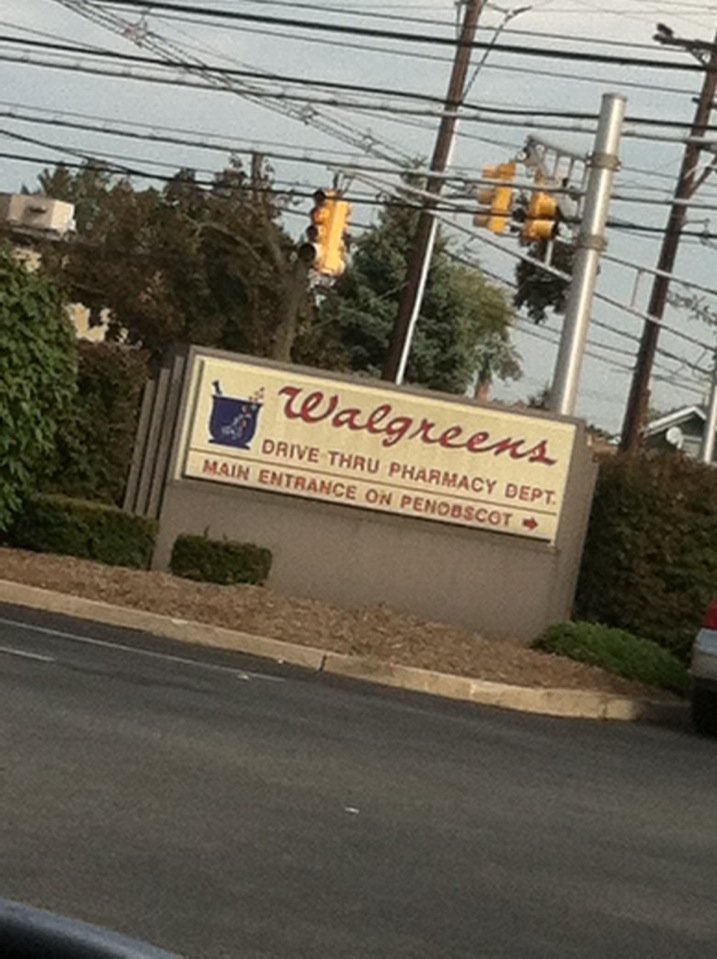 Walgreens
DRIVE THRU PHARMACY DEPT.
MAIN ENTRANCE ON PENOBSCOT